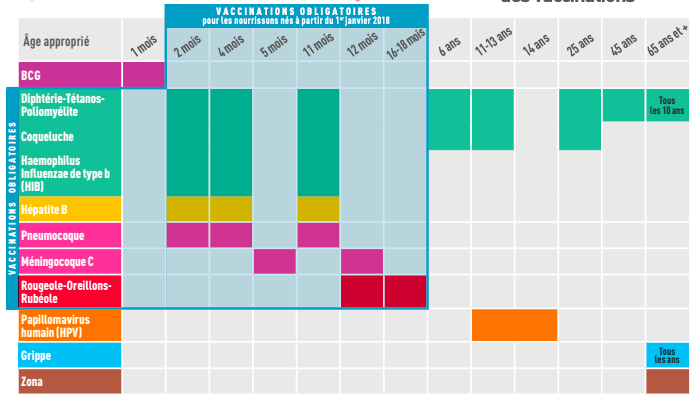 des vaccinations
VACCINATIONS OBLIGATOIRES
pour les nourrissons nés à partir du 1er janvier 2018
Âge approprié
1 mois
2 mois
4 mois
5 mois
11 mois
12 mois
16-18 mois
6 ans
11-13 ans
14 ans
25 ans
45 ans
65 ans et +
BCG
VACCINATIONS OBLIGATOIRES
Diphtérie-Tétanos-
Poliomyélite
Tous
les 10 ans
Coqueluche
Haemophilus
Influenzae de type b
(HIB)
Hépatite B
Pneumocoque
Méningocoque C
Rougeole-Oreillons-
Rubéole
Papillomavirus
humain (HPV)
Grippe
Tous
les ans
Zona